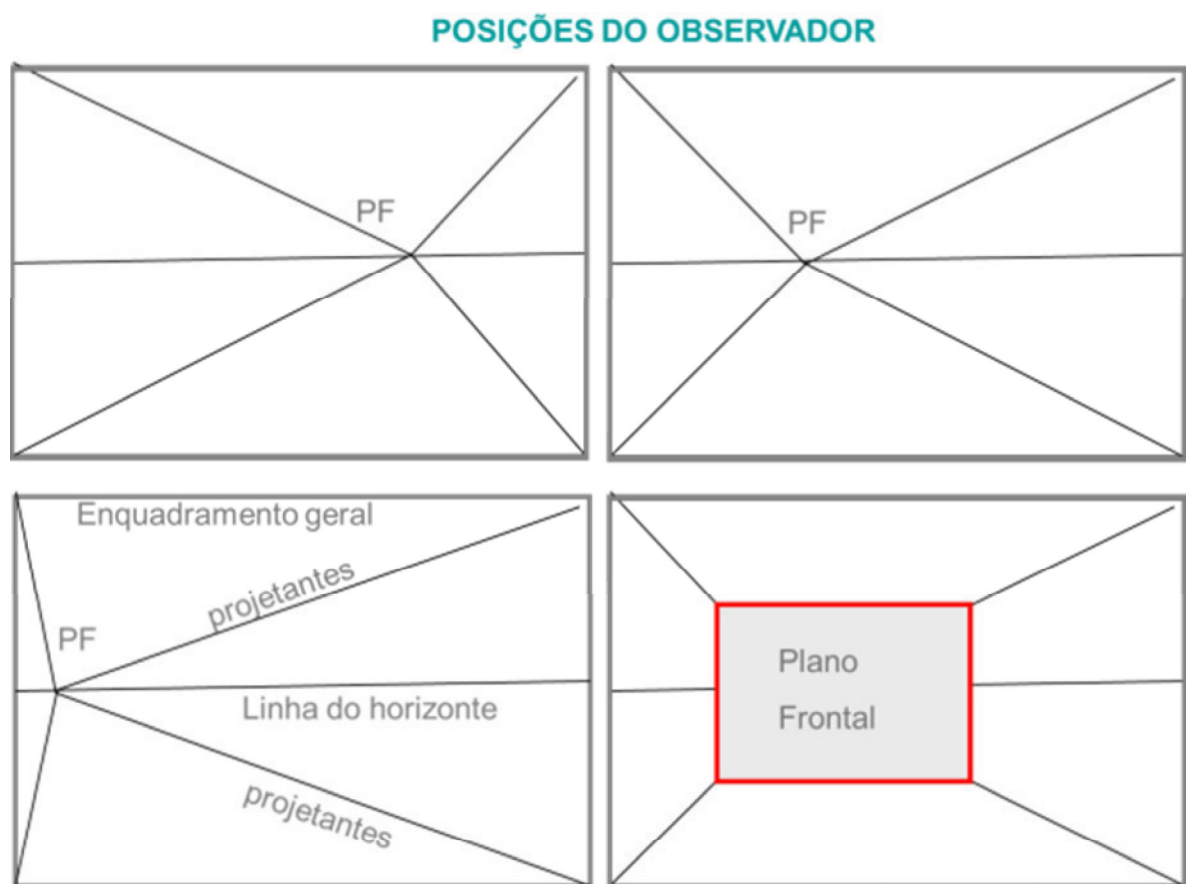 POSIÇÕES DO OBSERVADOR
PF
PF
Enquadramento geral
projetantes
PF
Linha do horizonte
projetantes
Plano
Frontal